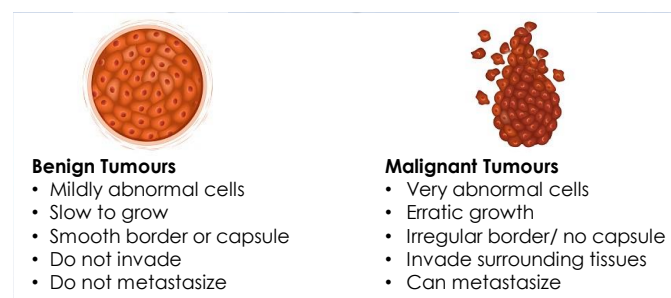 Benign Tumours
• Mildly abnormal cells
• Slow to grow
• Smooth border or capsule
• Do not invade
• Do not metastasize
Malignant Tumours
• Very abnormal cells
• Erratic growth
• Irregular border/ no capsule
• Invade surrounding tissues
• Can metastasize